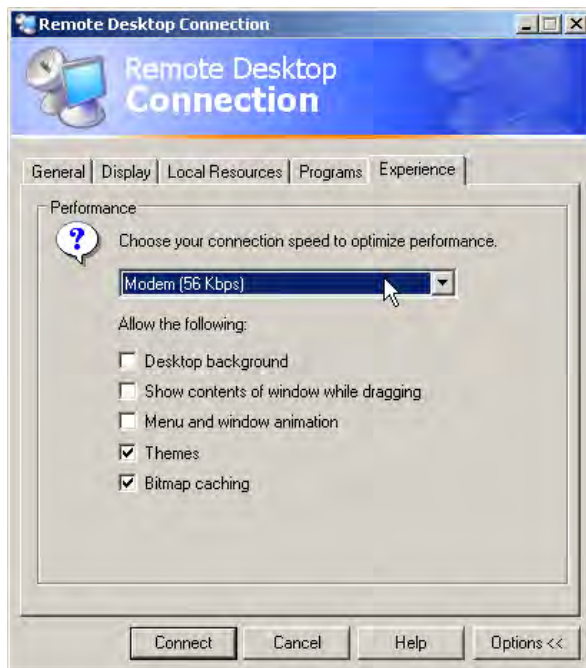 Remote Desktop Connection
Remote Desktop
Connection
General Display Local Resources Programs Experience
Performance
?
Choose your connection speed to optimize performance.
Modem (56 Kbps)
Allow the following:
Desktop background
Show contents of window while dragging
Menu and window animation
Themes
Bitmap caching
Connect Cancel Help Options <<